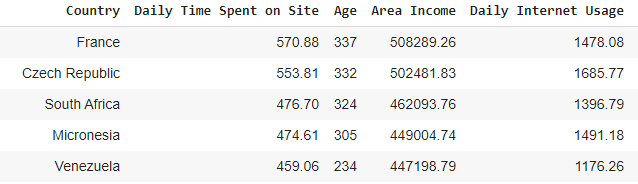 Country Daily Time Spent on Site Age Area Income Daily Internet Usage
France 570.88 337 508289.26 1478.08
Czech Republic 553.81 332 502481.83 1685.77
South Africa 476.70 324 462093.76 1396.79
Micronesia 474.61 305 449004.74 1491.18
Venezuela 459.06 234 447198.79 1176.26